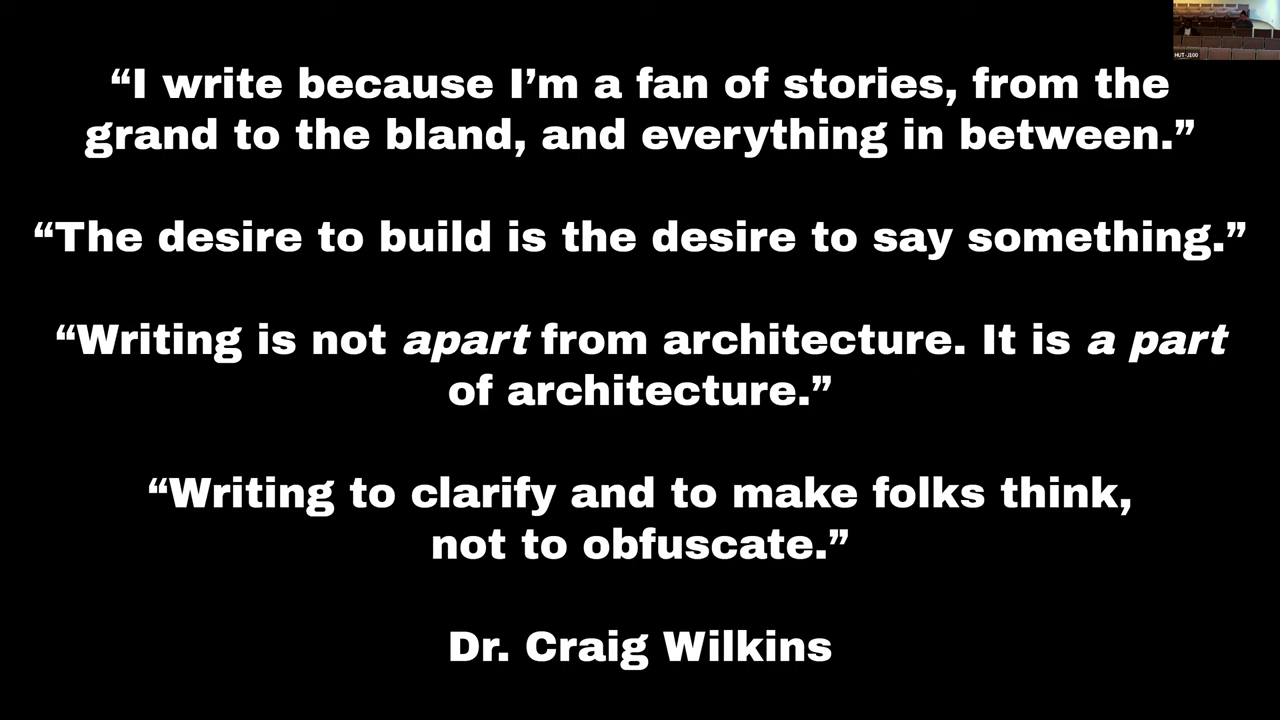 “I write because I’m a fan of stories, from the
grand to the bland, and everything in between.”
“The desire to build is the desire to say something.”
“Writing is not apart from architecture. It is a part
of architecture.”
“Writing to clarify and to make folks think,
not to obfuscate.”
Dr. Craig Wilkins
HUT-J100